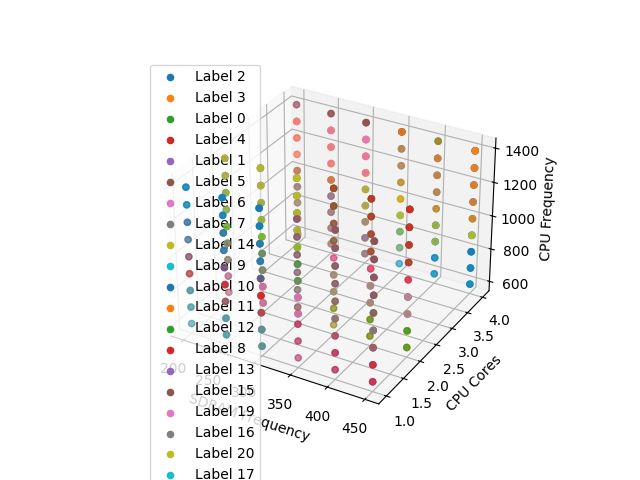 Label 2
Label 3
Label 0
Label 4
Label 1
Label 5
Label 6
Label 7
Label 14
Label 9
Label 10
Label 11
Label 12
Label 8
Label 13
Label 15
Label 19
Label 16
Label 20
Label 17
200
250
300
350
400
450
SDRAM Frequency
1.0
1.5
2.0
2.5
3.0
3.5
4.0
CPU Cores
600
800
1000
1200
1400
CPU Frequency